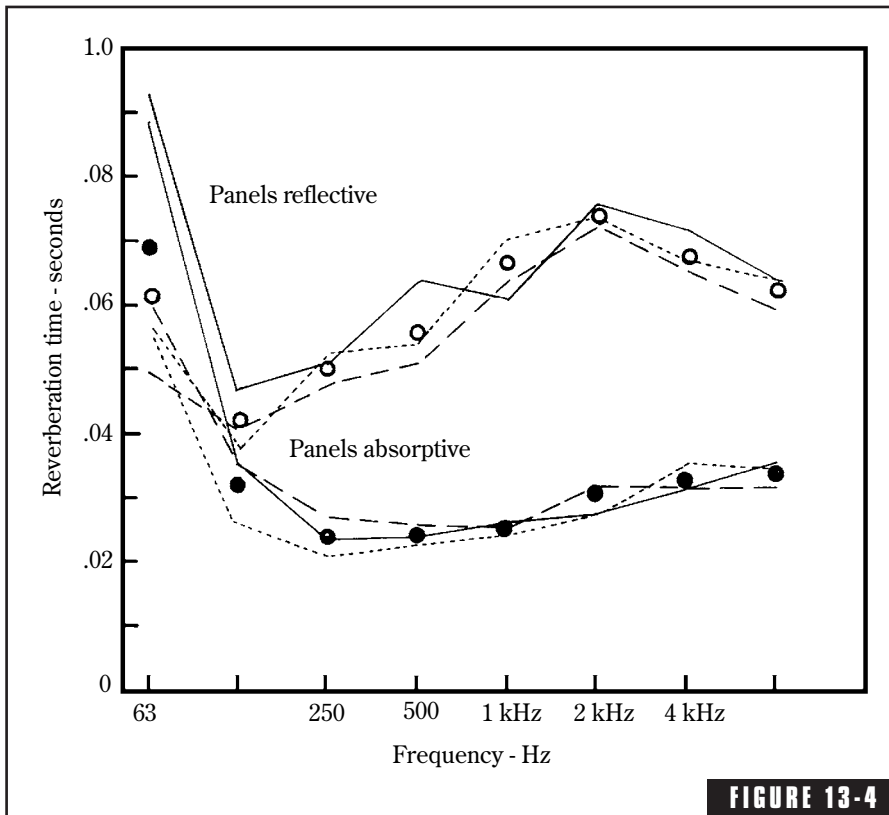 1.0
.08
.06
.04
.02
0
Reverberation time - seconds
Panels reflective
Panels absorptive
63 250 500 1 kHz 2 kHz 4 kHz
Frequency - Hz
FIGURE 13-4